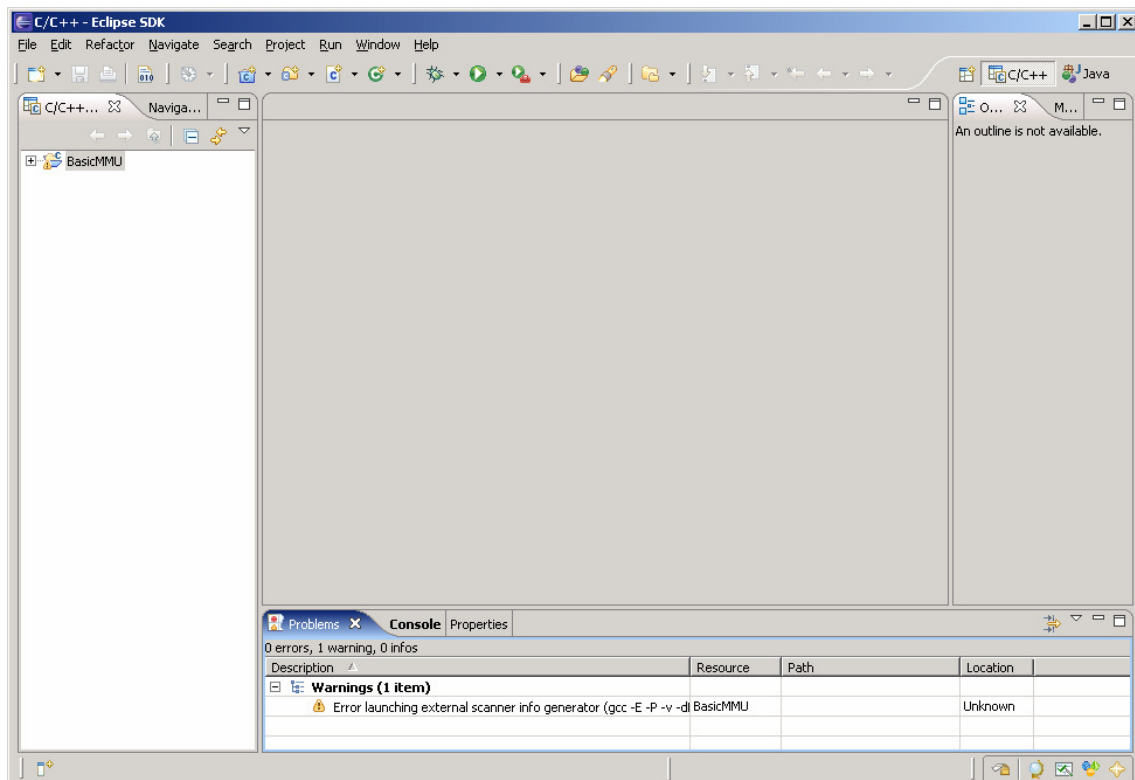 C/C++ - Eclipse SDK
File Edit Refactor Navigate Search Project Run Window Help
C/C++ Java
C/C++... Naviga...
O... M...
An outline is not available.
BasicMMU
Problems Console Properties
0 errors, 1 warning, 0 infos
Description Resource Path Location
Warnings (1 item)
Error launching external scanner info generator (gcc -E -P -v -d BasicMMU Unknown